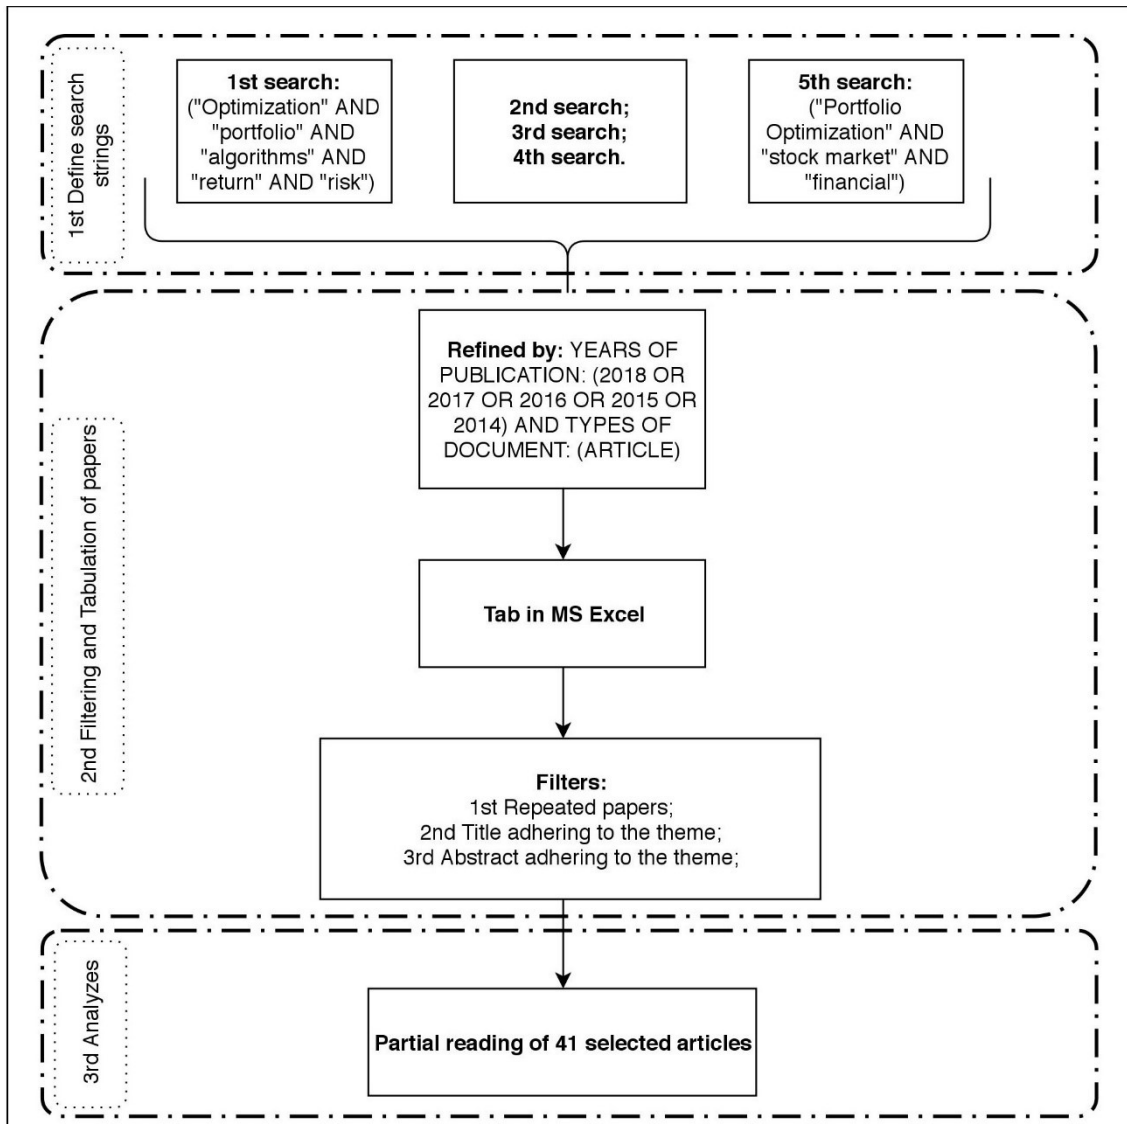 1st Define search
strings
1st search:
("Optimization" AND
"portfolio" AND
"algorithms" AND
"return" AND "risk")
2nd search;
3rd search;
4th search.
5th search:
("Portfolio
Optimization" AND
"stock market" AND
"financial")
2nd Filtering and Tabulation of papers
Refined by: YEARS OF
PUBLICATION: (2018 OR
2017 OR 2016 OR 2015 OR
2014) AND TYPES OF
DOCUMENT: (ARTICLE)
Tab in MS Excel
Filters:
1st Repeated papers;
2nd Title adhering to the theme;
3rd Abstract adhering to the theme;
3rd Analyzes
Partial reading of 41 selected articles